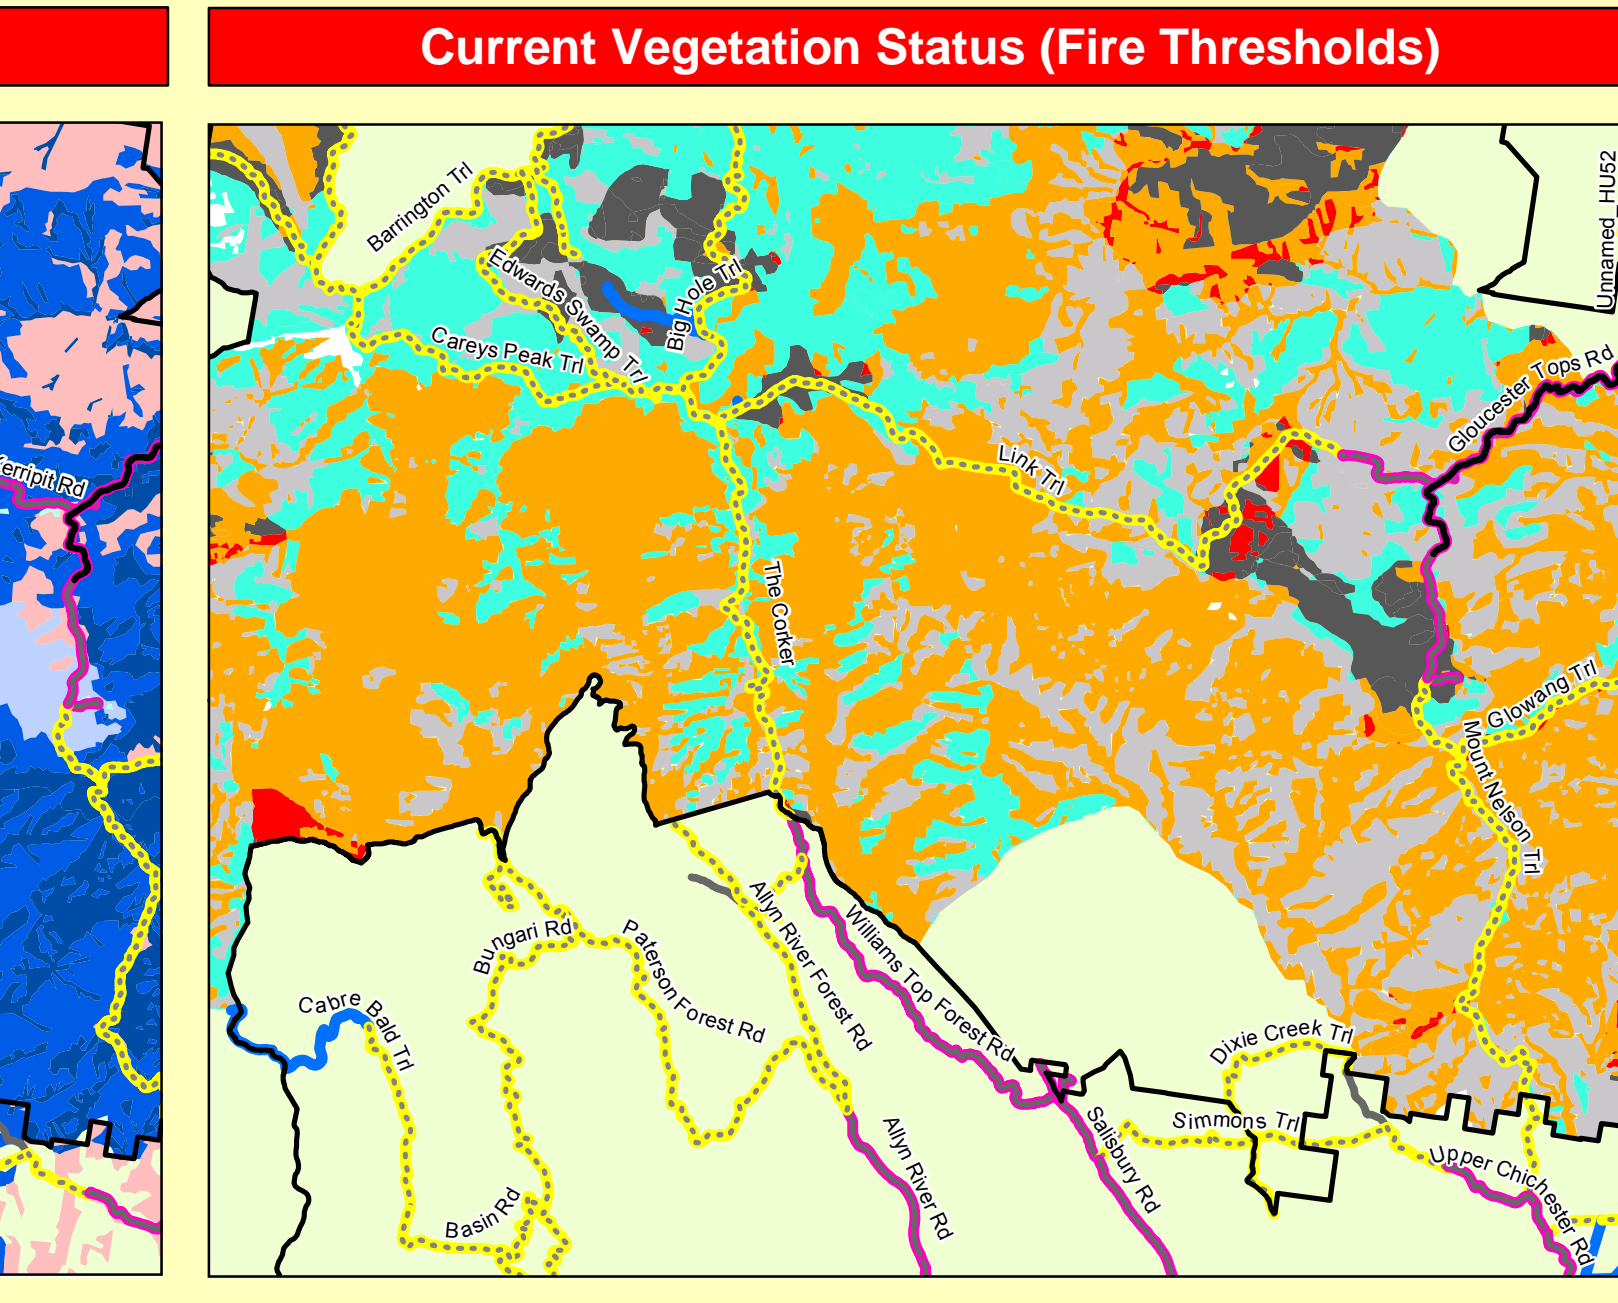 Current Vegetation Status (Fire Thresholds)
Unnamed_HU52
Barrington Trl
Edwards Swamp Trl
Big Hole Trl
Careys Peak Trl
Gloucester Tops Rd
Link Trl
Kerripit Rd
The Corker
Glowang Trl
Mount Nelson Trl
Allyn River Forest Rd
Williams Top Forest Rd
Bungari Rd
Paterson Forest Rd
Cabre Bald Trl
Dixie Creek Trl
Simmons Trl
Salisbury Rd
Allyn River Rd
Upper Chichester Rd
Basin Rd